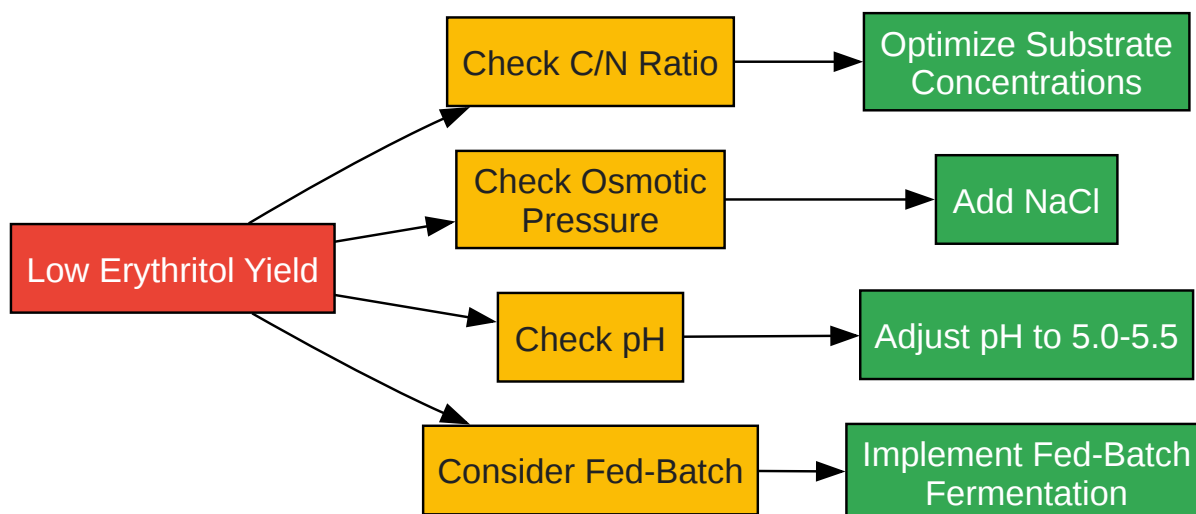 Check C/N Ratio
Optimize Substrate
Concentrations
Check Osmotic
Pressure
Add NaCl
Low Erythritol Yield
Check pH
Adjust pH to 5.0-5.5
Consider Fed-Batch
Implement Fed-Batch
Fermentation